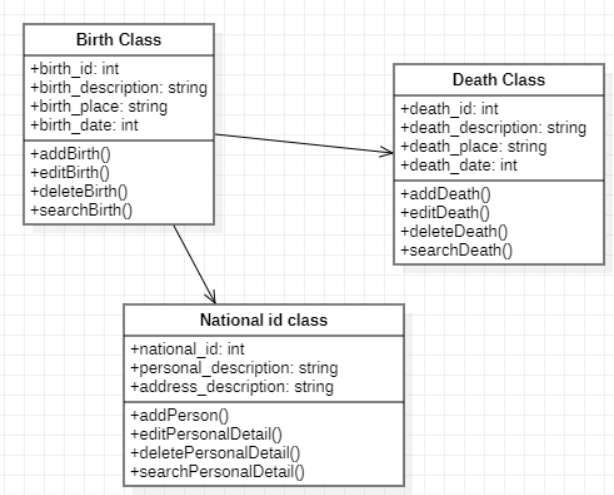 Birth Class
+birth_id: int
+birth_description: string
+birth_place: string
+birth_date: int
+addBirth()
+editBirth()
+deleteBirth()
+searchBirth()
Death Class
+death_id: int
+death_description: string
+death_place: string
+death_date: int
+addDeath()
+editDeath()
+deleteDeath()
+searchDeath()
National id class
+national_id: int
+personal_description: string
+address_description: string
+addPerson()
+editPersonalDetail()
+deletePersonalDetail()
+searchPersonalDetail()